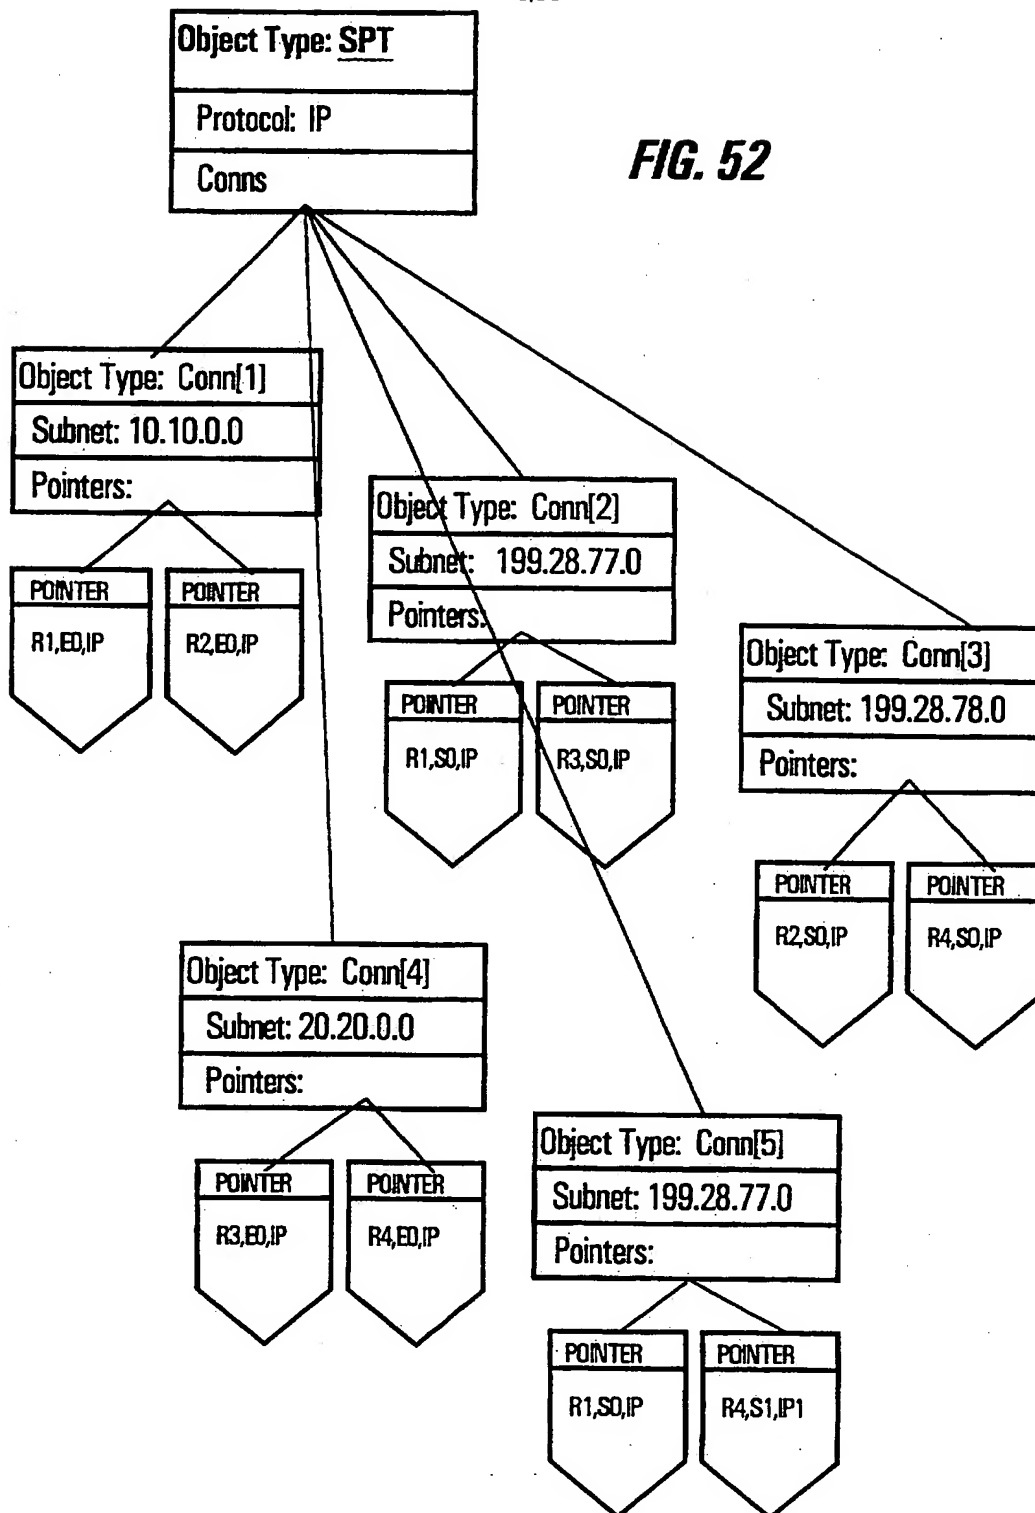 Object Type: SPT
Protocol: IP
Conns
FIG. 52
Object Type: Conn[1]
Subnet: 10.10.0.0
Pointers:
POINTER
R1,E0,IP
POINTER
R2,E0,IP
Object Type: Conn[2]
Subnet: 199.28.77.0
Pointers:
POINTER
R1,S0,IP
POINTER
R3,S0,IP
Object Type: Conn[3]
Subnet: 199.28.78.0
Pointers:
POINTER
R2,S0,IP
POINTER
R4,S0,IP
Object Type: Conn[4]
Subnet: 20.20.0.0
Pointers:
POINTER
R3,E0,IP
POINTER
R4,E0,IP
Object Type: Conn[5]
Subnet: 199.28.77.0
Pointers:
POINTER
R1,S0,IP
POINTER
R4,S1,IP1